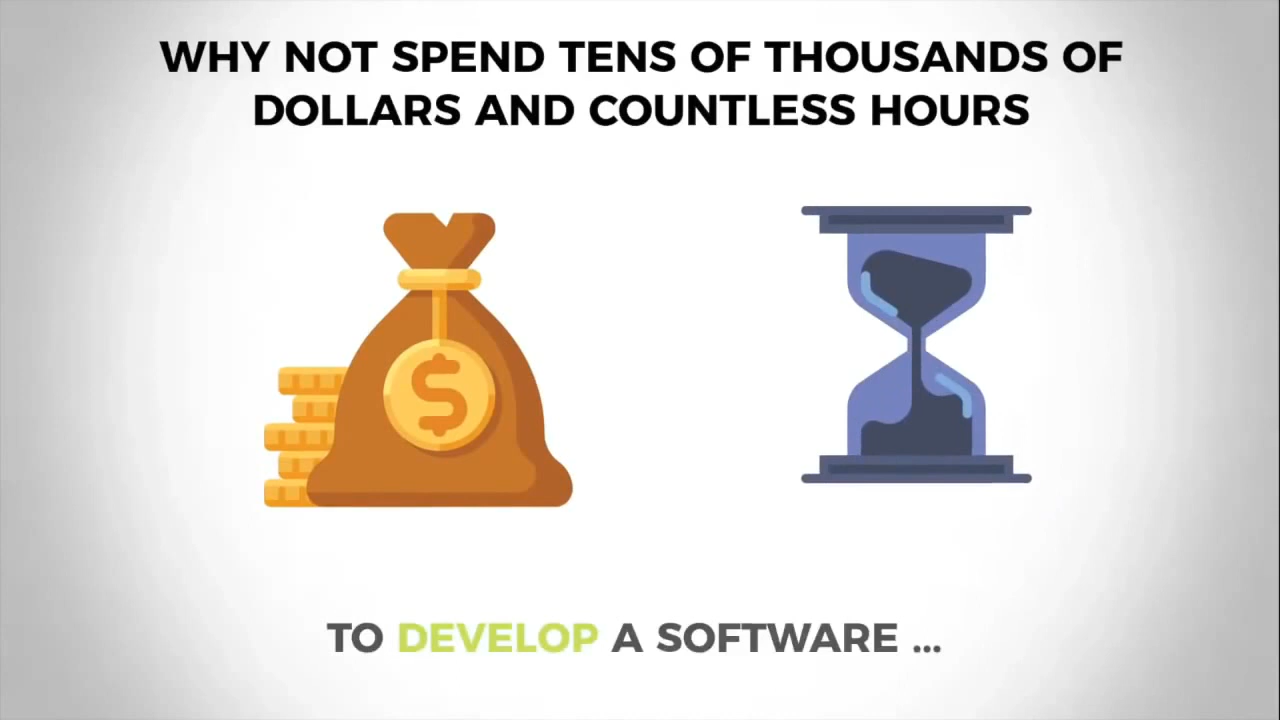 WHY NOT SPEND TENS OF THOUSANDS OF
DOLLARS AND COUNTLESS HOURS
$
TO DEVELOP A SOFTWARE ...